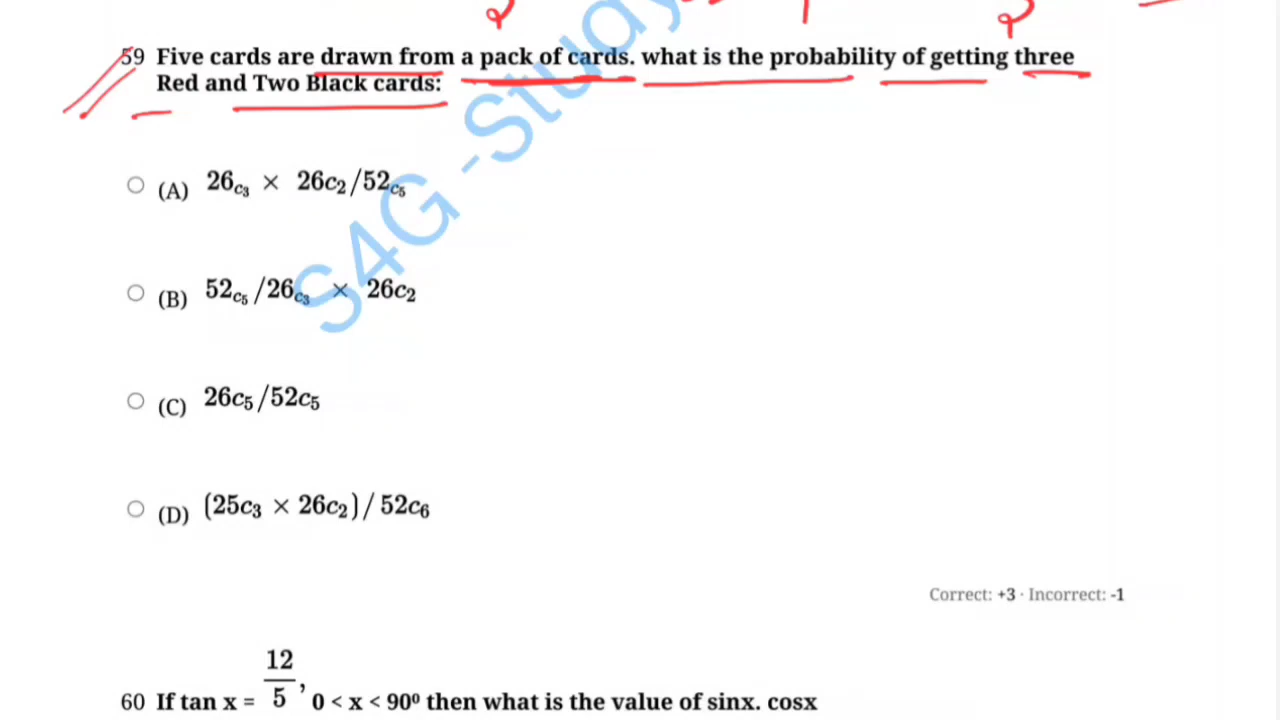 59 Five cards are drawn from a pack of cards. what is the probability of getting three
Red and Two Black cards:
(A) 26c₃ × 26c₂/52c₅
(B) 52c₅/26c₃ × 26c₂
(C) 26c₅/52c₅
(D) (25c₃ × 26c₂)/52c₆
S4G -Study
Correct: +3 · Incorrect: -1
60 If tan x = 12/5, 0 < x < 90⁰ then what is the value of sinx. cosx